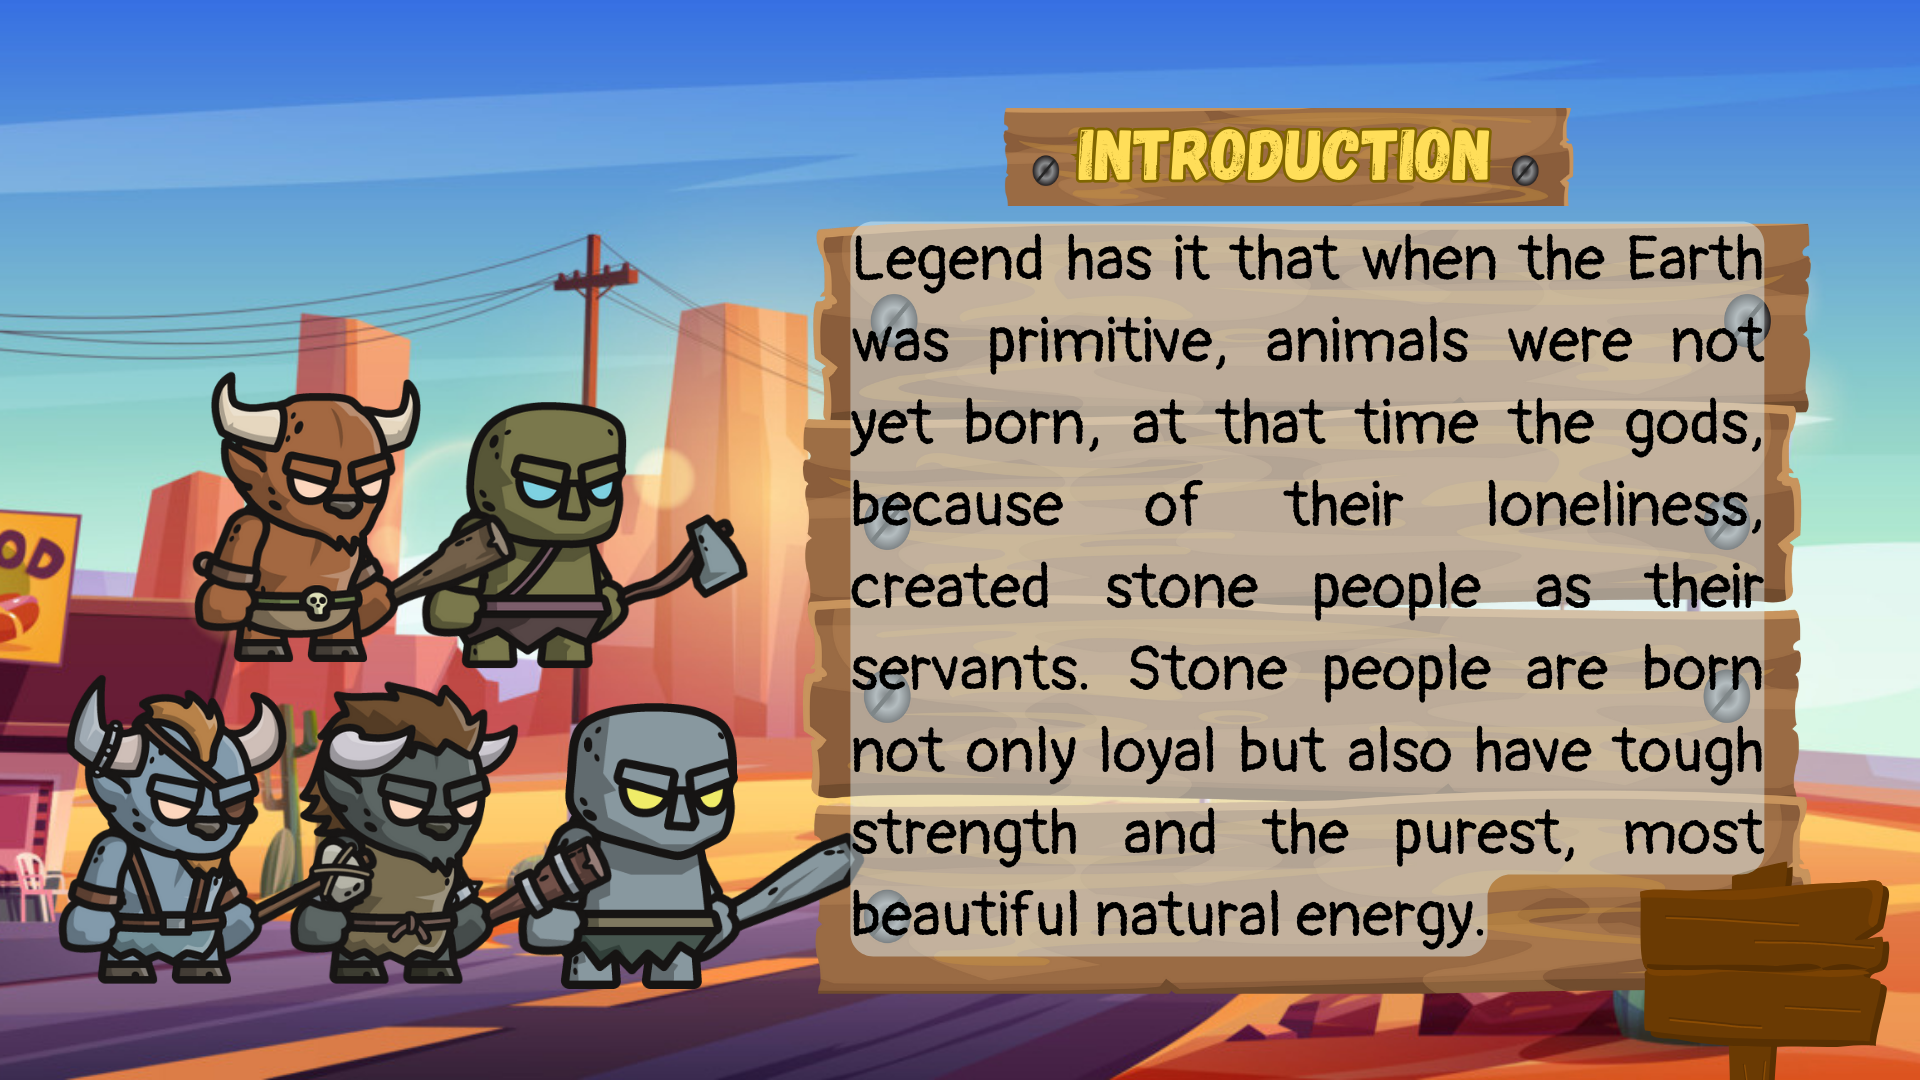 INTRODUCTION
Legend has it that when the Earth
was primitive, animals were not
yet born, at that time the gods,
because of their loneliness,
created stone people as their
servants. Stone people are born
not only loyal but also have tough
strength and the purest, most
beautiful natural energy.
OD